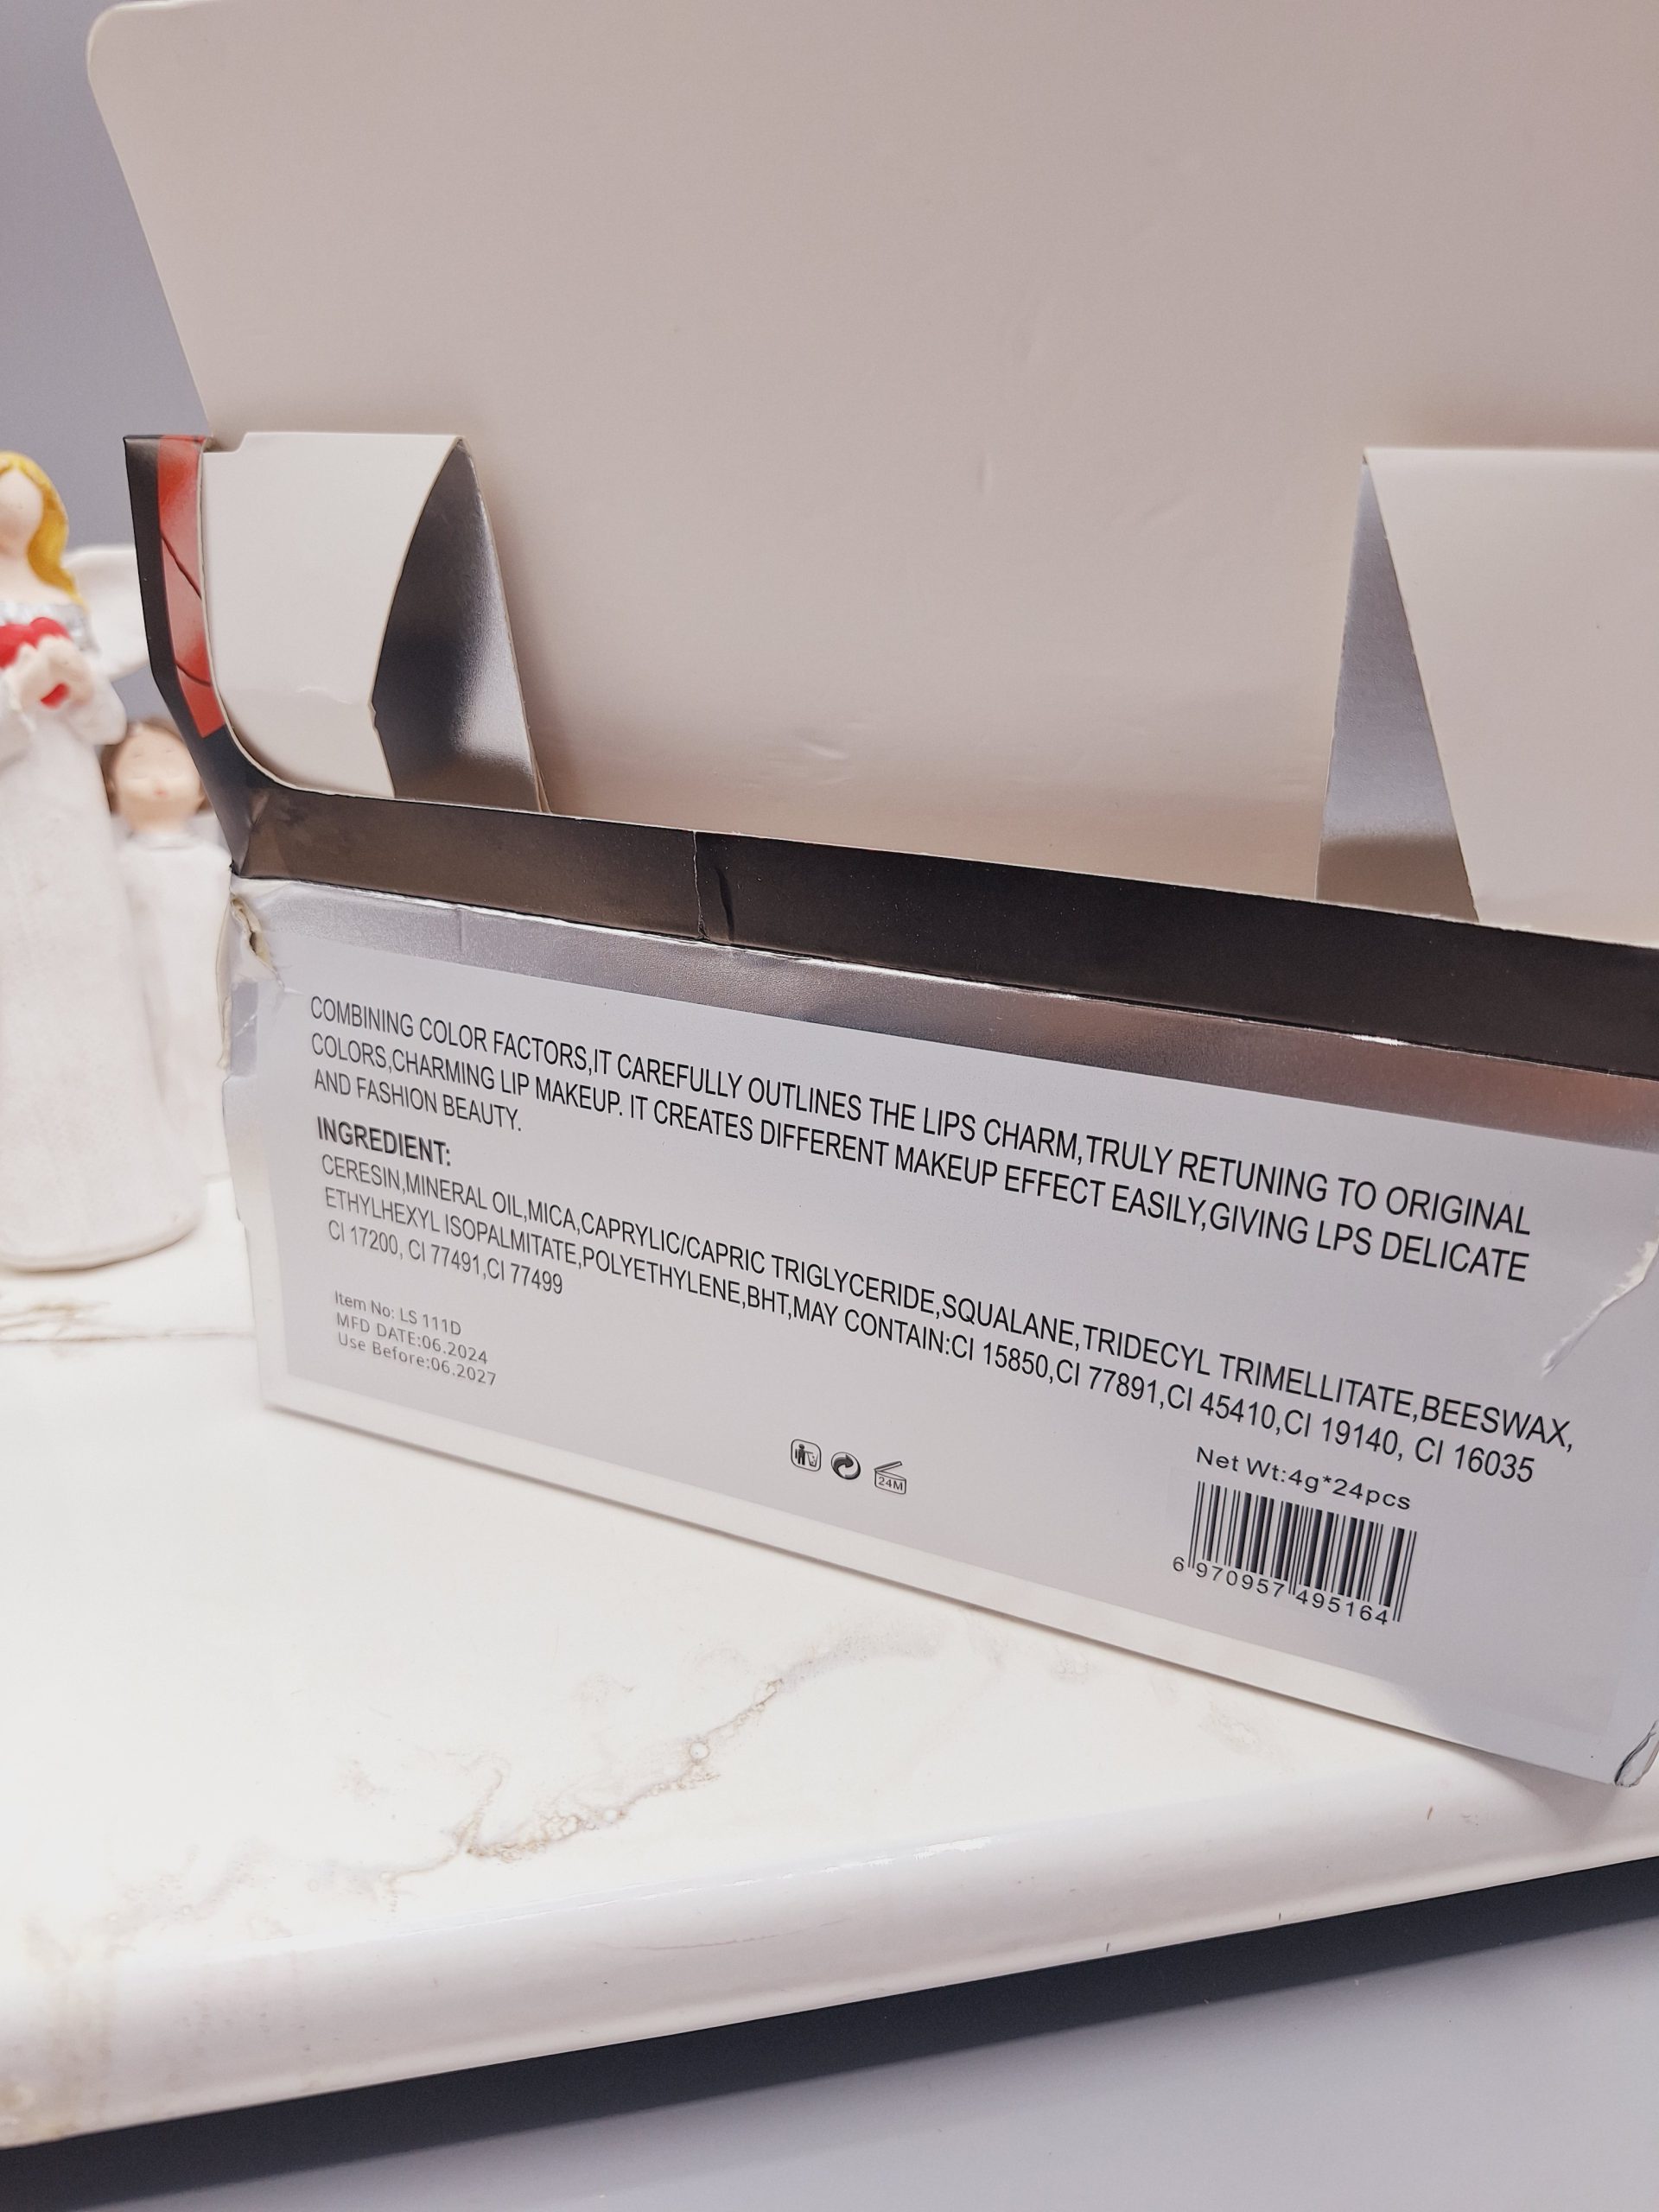 COMBINING COLOR FACTORS,IT CAREFULLY OUTLINES THE LIPS CHARM,TRULY RETUNING TO ORIGINAL
COLORS,CHARMING LIP MAKEUP. IT CREATES DIFFERENT MAKEUP EFFECT EASILY,GIVING LPS DELICATE
AND FASHION BEAUTY.
INGREDIENT:
CERESIN,MINERAL OIL,MICA,CAPRYLIC/CAPRIC TRIGLYCERIDE,SQUALANE,TRIDECYL TRIMELLITATE,BEESWAX,
ETHYLHEXYL ISOPALMITATE,POLYETHYLENE,BHT,MAY CONTAIN:CI 15850,CI 77891,CI 45410,CI 19140, CI 16035
CI 17200, CI 77491,CI 77499
Item No: LS 111D
MFD DATE:06.2024
Use Before:06.2027
24M
Net Wt:4g*24pcs
6 970957 495164